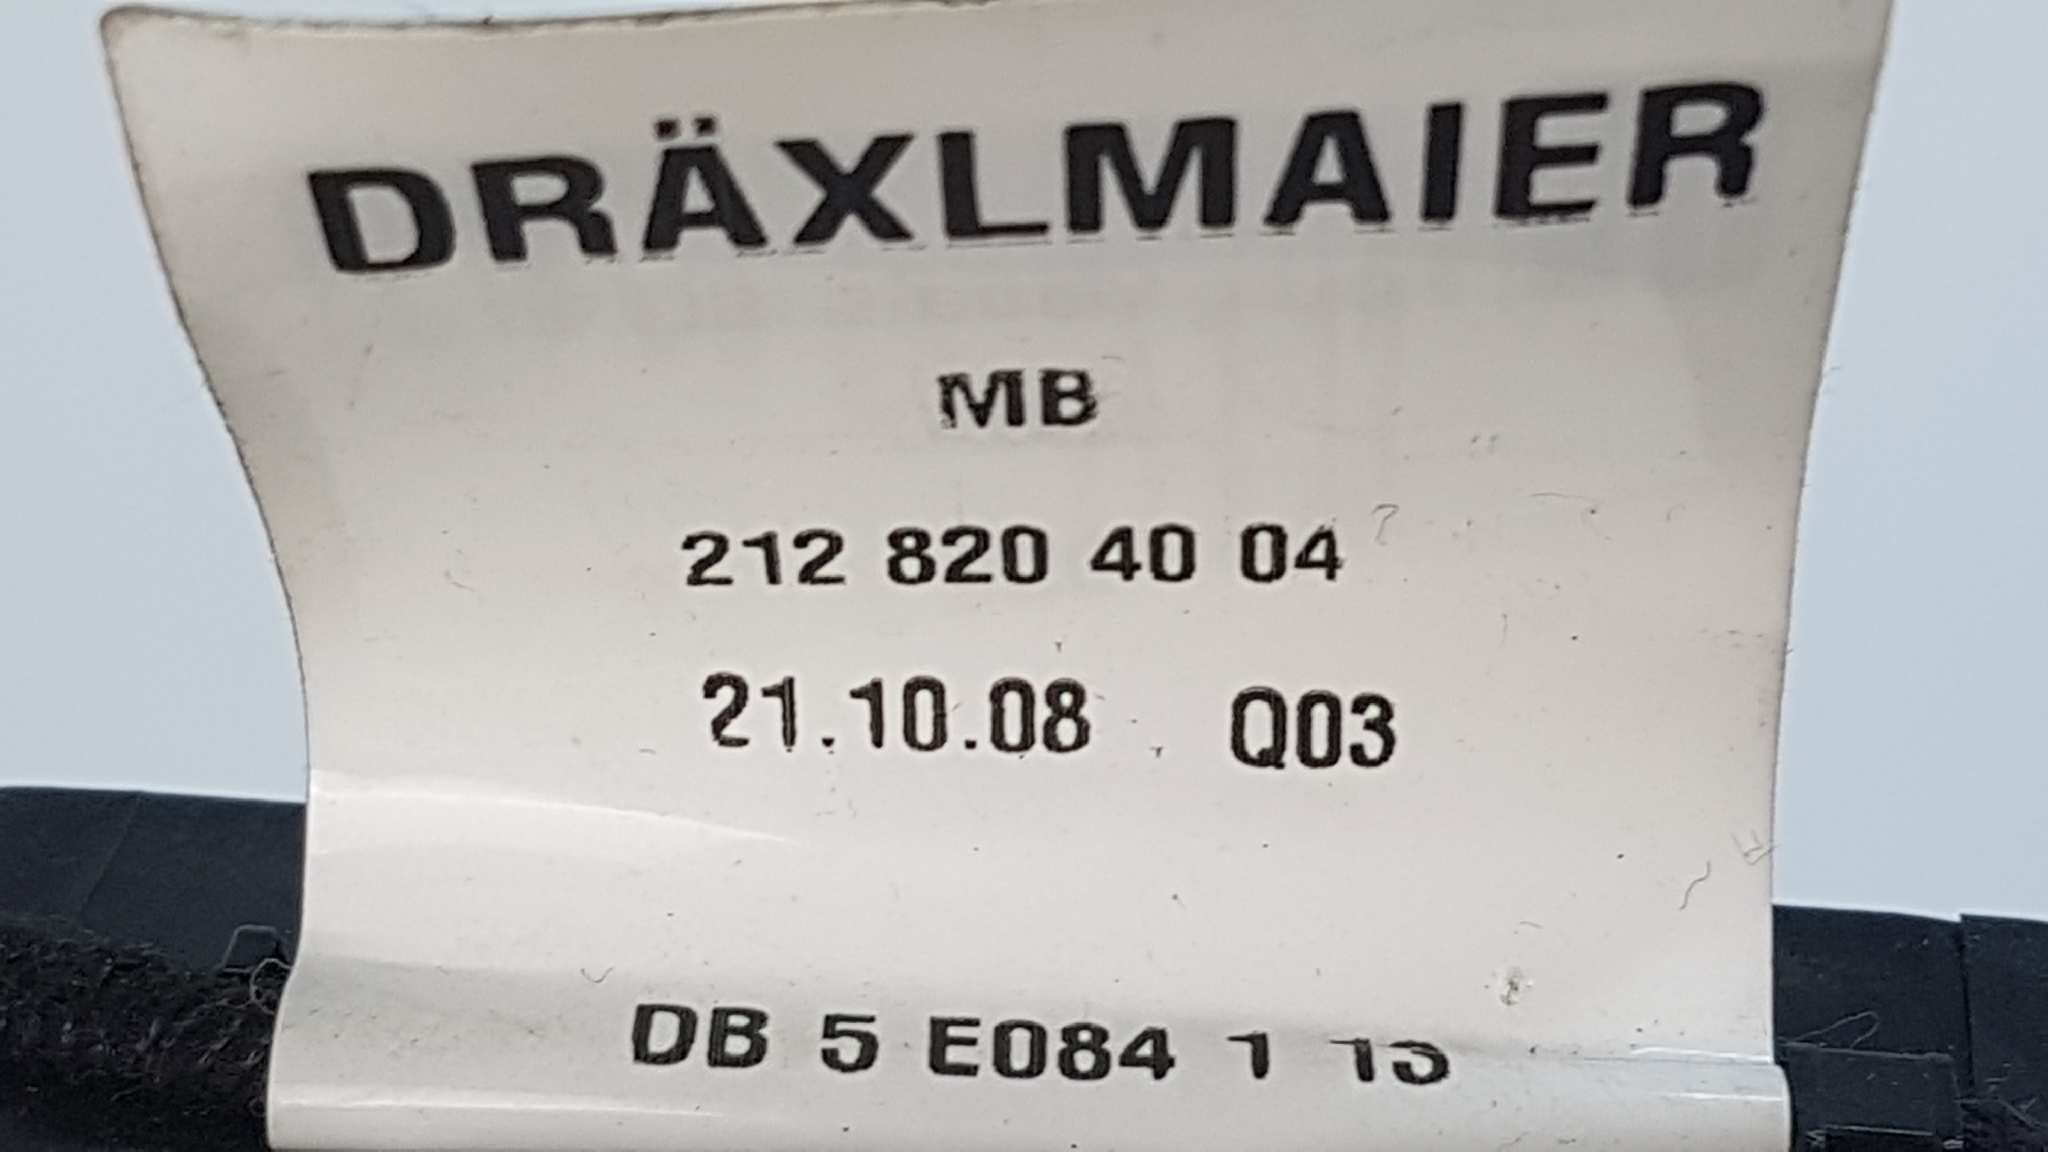 DRÄXLMAIER
MB
212 820 40 04
21.10.08 Q03
DB 5 E084 1